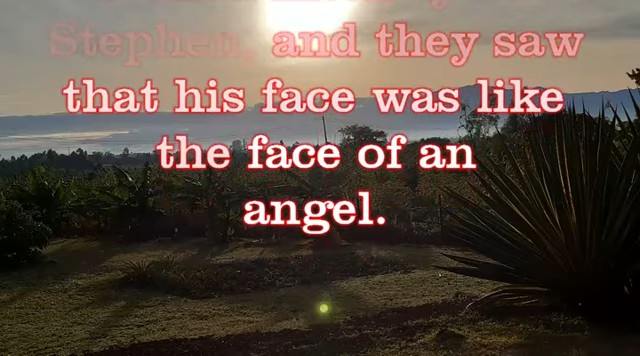 Stephen, and they saw
that his face was like
the face of an
angel.